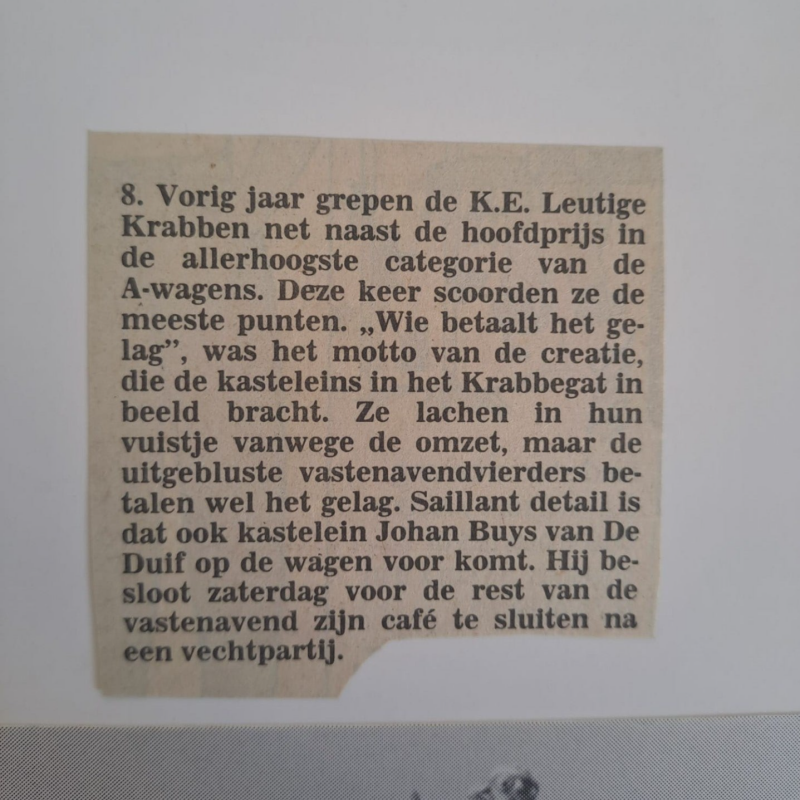 8. Vorig jaar grepen de K.E. Leutige
Krabben net naast de hoofdprijs in
de allerhoogste categorie van de
A-wagens. Deze keer scoorden ze de
meeste punten. „Wie betaalt het ge-
lag”, was het motto van de creatie,
die de kasteleins in het Krabbegat in
beeld bracht. Ze lachen in hun
vuistje vanwege de omzet, maar de
uitgebluste vastenavendvierders be-
talen wel het gelag. Saillant detail is
dat ook kastelein Johan Buys van De
Duif op de wagen voor komt. Hij be-
sloot zaterdag voor de rest van de
vastenavend zijn café te sluiten na
een vechtpartij.